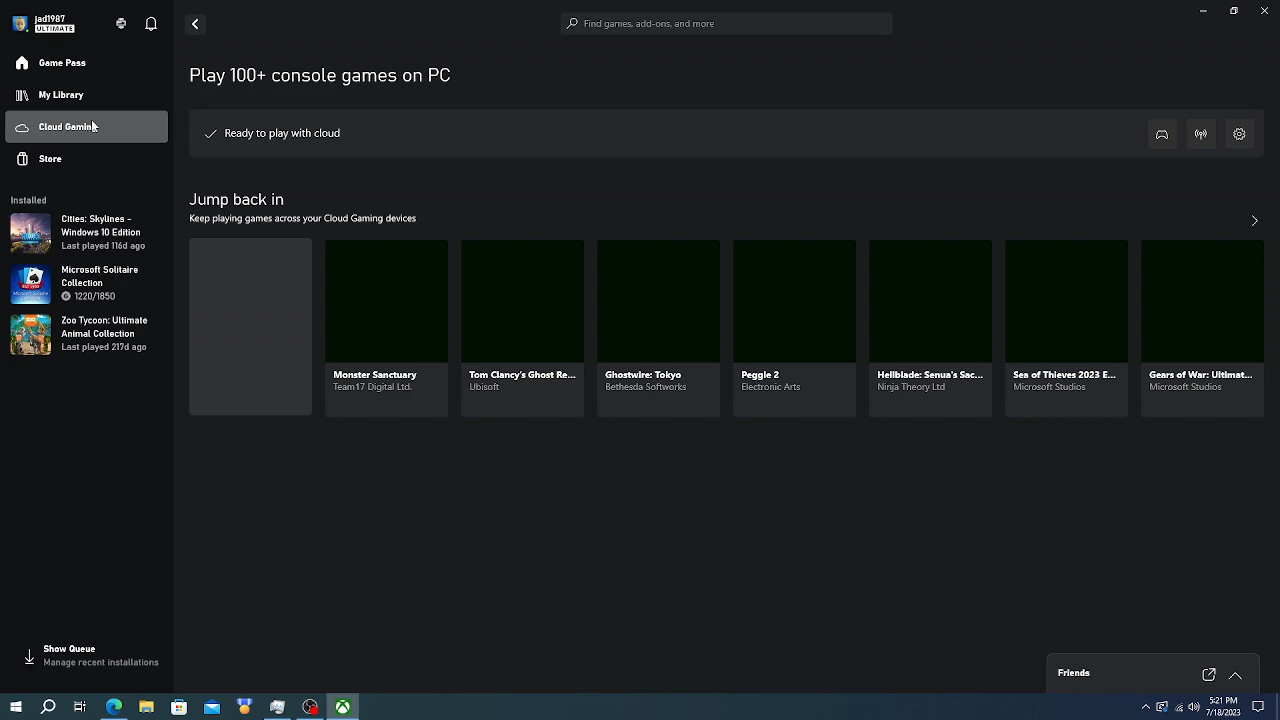 jad1987
ULTIMATE
Game Pass
My Library
Cloud Gaming
Store
Installed
Cities: Skylines -
Windows 10 Edition
Last played 116d ago
Microsoft Solitaire
Collection
G 1220/1850
Zoo Tycoon: Ultimate
Animal Collection
Last played 217d ago
Show Queue
Manage recent installations
Find games, add-ons, and more
Play 100+ console games on PC
Ready to play with cloud
Jump back in
Keep playing games across your Cloud Gaming devices
Monster Sanctuary
Team17 Digital Ltd.
Tom Clancy's Ghost Re...
Ubisoft
Ghostwire: Tokyo
Bethesda Softworks
Peggle 2
Electronic Arts
Hellblade: Senua's Sac...
Ninja Theory Ltd
Sea of Thieves 2023 E...
Microsoft Studios
Gears of War: Ultimat...
Microsoft Studios
Friends
5:21 PM
7/18/2023